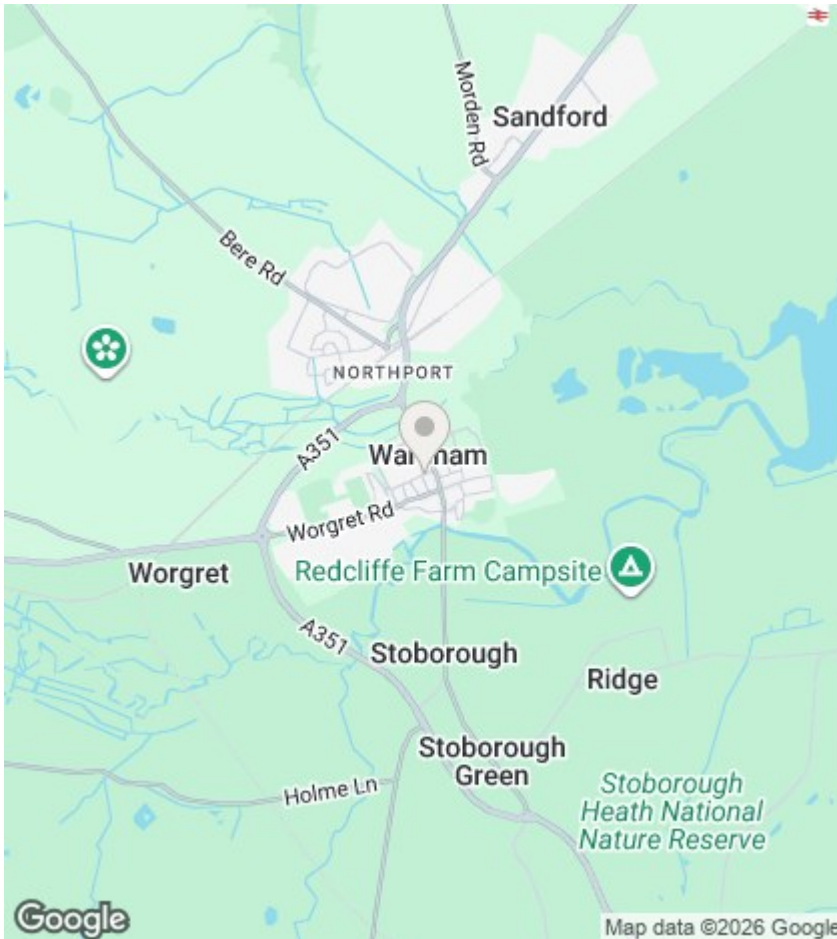 Morden Rd
Sandford
Bere Rd
NORTHPORT
A351
Worgret Rd
Worgret
Redcliffe Farm Campsite
A351
Stoborough
Ridge
Stoborough
Green
Holme Ln
Stoborough
Heath National
Nature Reserve
Google
Map data ©2026 Google